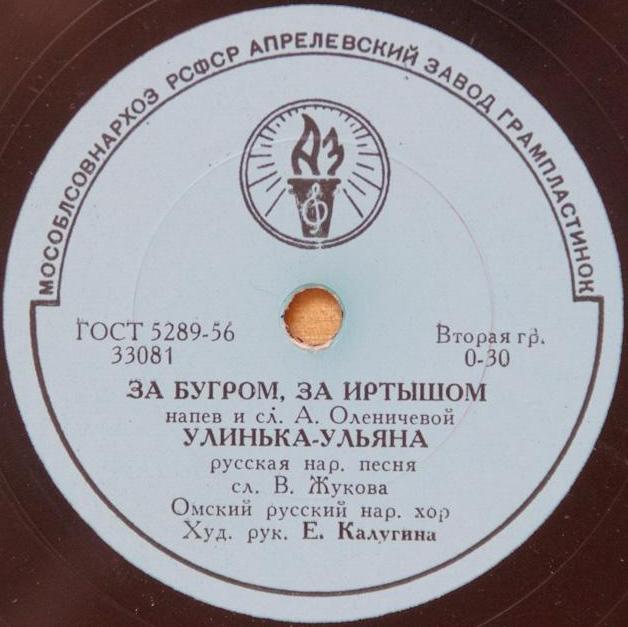 МОСОБЛСОВНАРХОЗ РСФСР АПРЕЛЕВСКИЙ ЗАВОД ГРАМПЛАСТИНОК
АЗ
ГОСТ 5289-56
33081
Вторая гр.
0-30
ЗА БУГРОМ, ЗА ИРТЫШОМ
напев и сл. А. Оленичевой
УЛИНЬКА-УЛЬЯНА
русская нар. песня
сл. В. Жукова
Омский русский нар. хор
Худ. рук. Е. Калугина